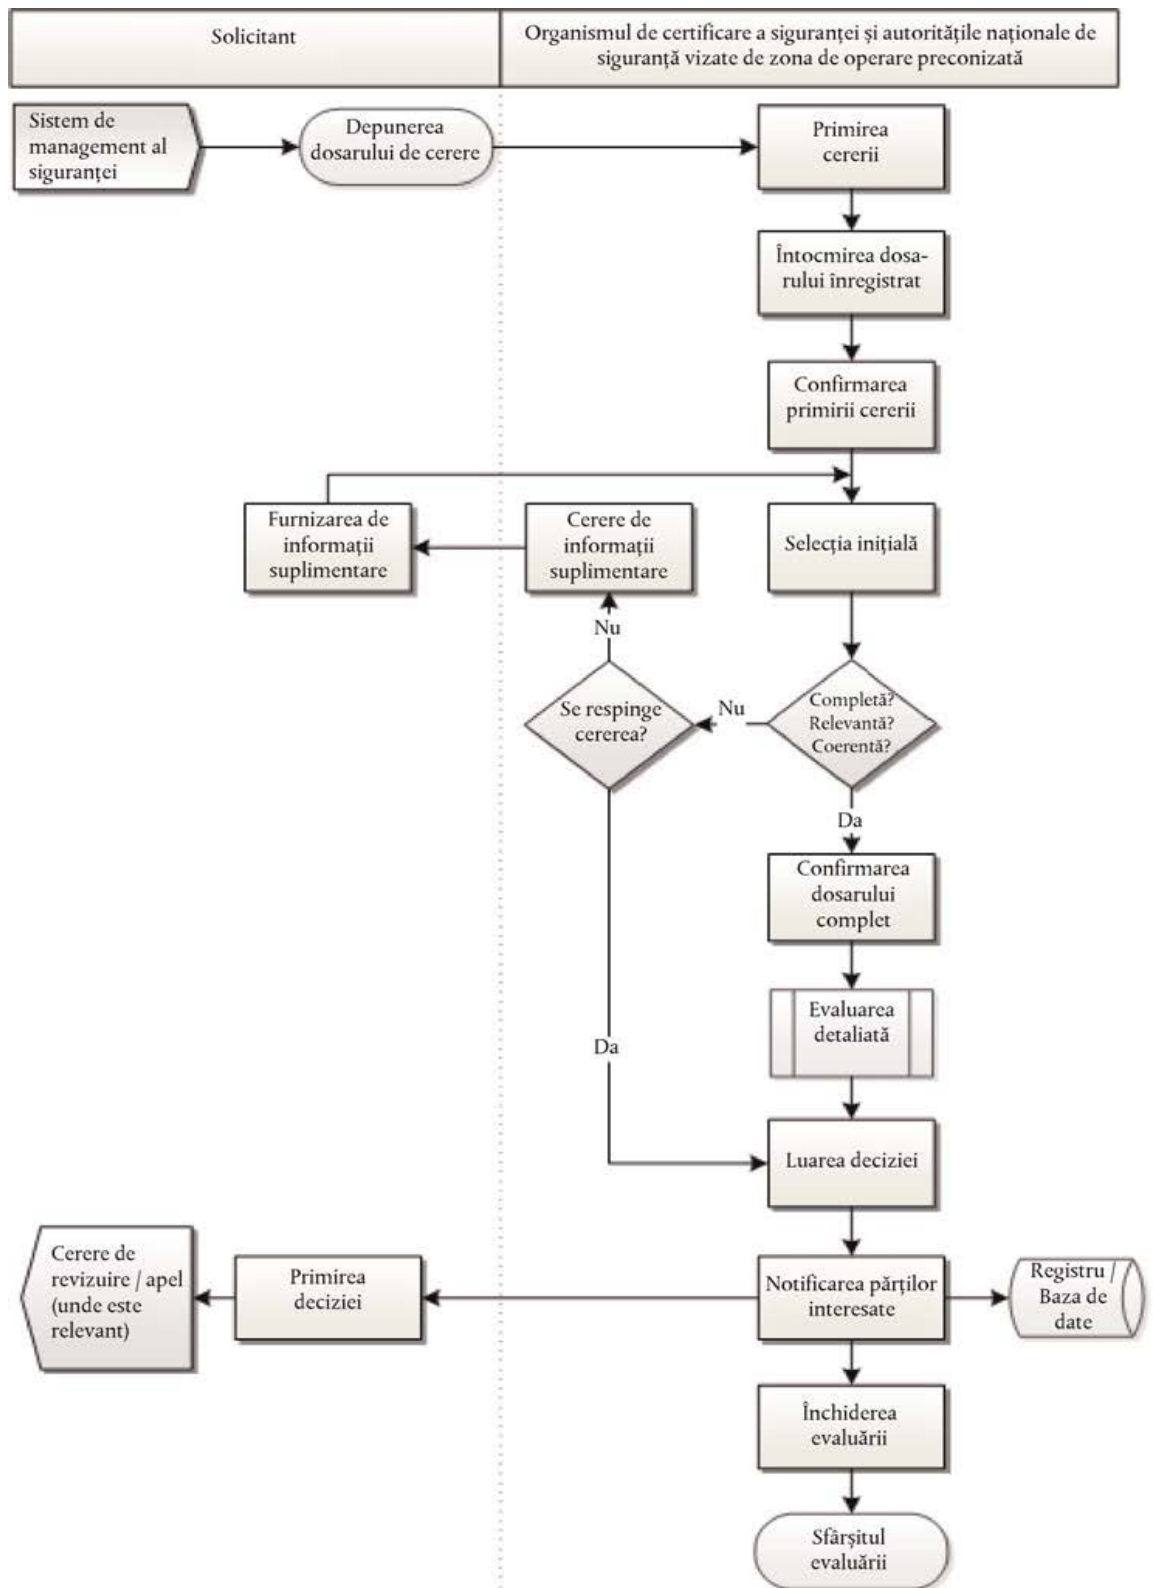 Solicitant
Organismul de certificare a siguranței și autoritățile naționale de
siguranță vizate de zona de operare preconizată
Sistem de
management al
siguranței
Depunerea
dosarului de cerere
Primirea
cererii
Întocmirea dosa-
rului înregistrat
Confirmarea
primirii cererii
Furnizarea de
informații
suplimentare
Cerere de
informații
suplimentare
Selecția inițială
Nu
Se respinge
cererea?
Nu
Completă?
Relevantă?
Coerentă?
Da
Confirmarea
dosarului
complet
Evaluarea
detaliată
Da
Luarea deciziei
Cerere de
revizuire / apel
(unde este
relevant)
Primirea
deciziei
Notificarea părților
interesate
Registru /
Baza de
date
Închiderea
evaluării
Sfârșitul
evaluării